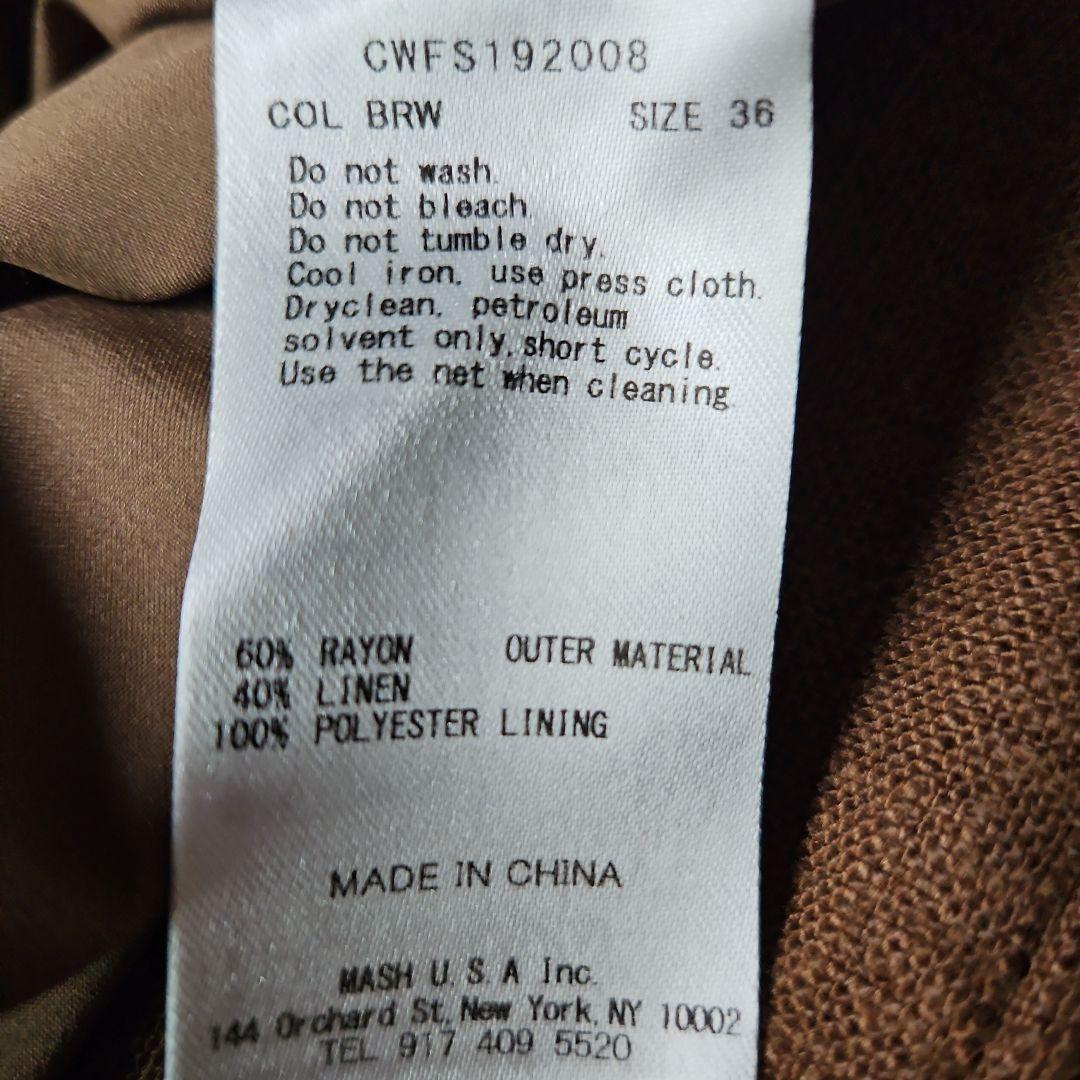 CWFS192008
COL BRW SIZE 36
Do not wash.
Do not bleach.
Do not tumble dry.
Cool iron. use press cloth.
Dryclean. petroleum
solvent only. short cycle.
Use the net when cleaning.
60% RAYON OUTER MATERIAL
40% LINEN
100% POLYESTER LINING
MADE IN CHINA
MASH U.S.A Inc.
144 Orchard St. New York. NY 10002
TEL 917 409 5520